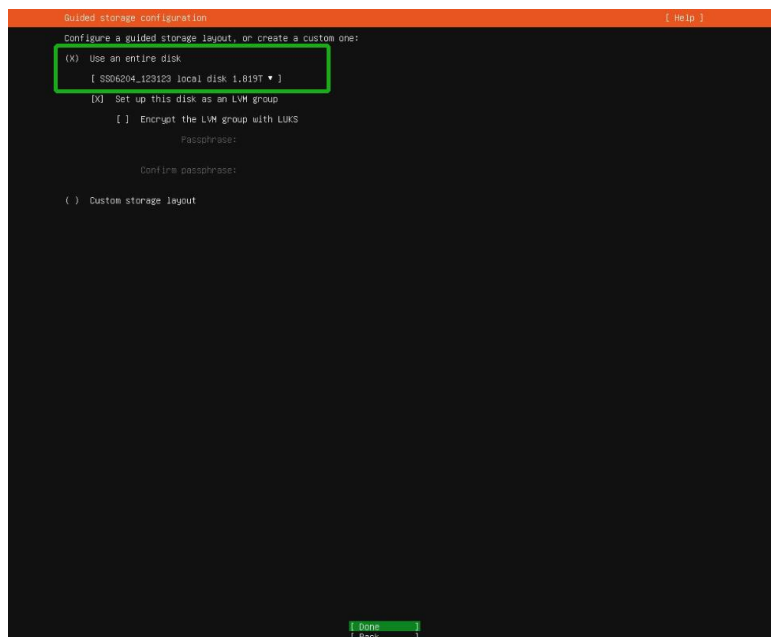 Guided storage configuration [ Help ]
Configure a guided storage layout, or create a custom one:
(X) Use an entire disk
[ SSD6204_123123 local disk 1.819T ▾ ]
[X] Set up this disk as an LVM group
[ ] Encrypt the LVM group with LUKS
Passphrase:
Confirm passphrase:
( ) Custom storage layout
[ Done ]
[ Back ]